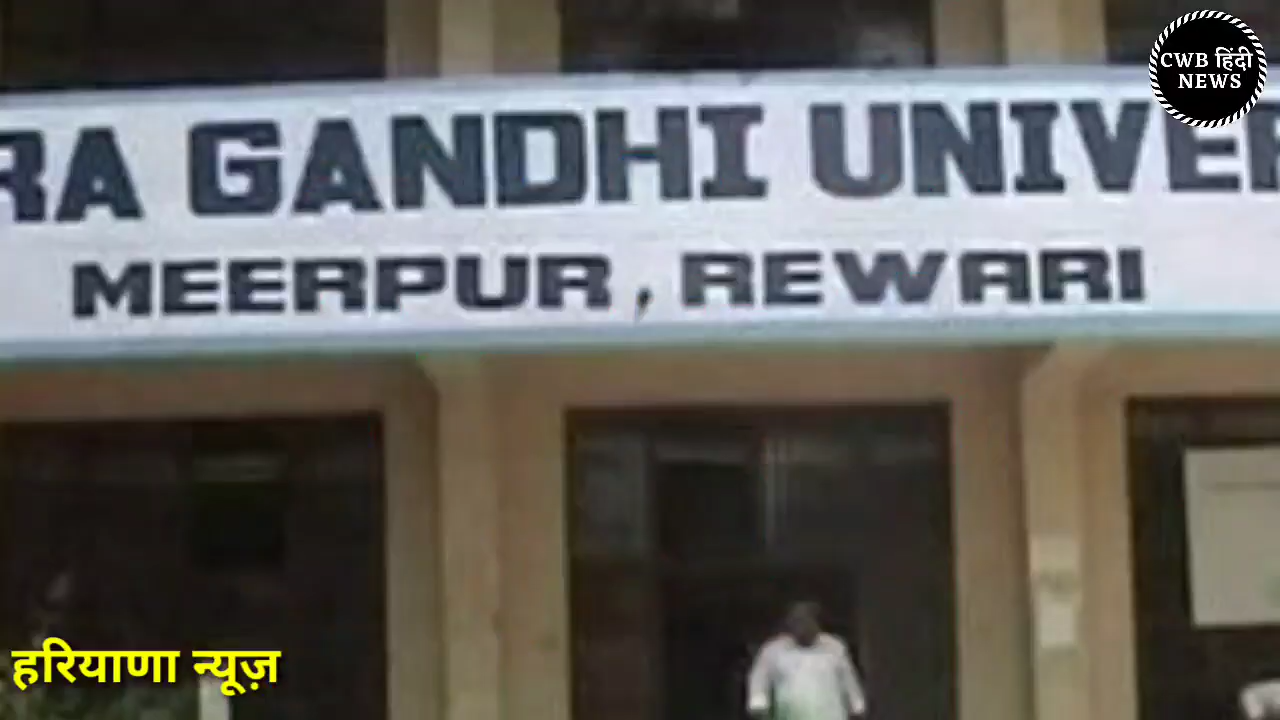 CWB हिंदी
NEWS
RA GANDHI UNIVER
MEERPUR, REWARI
हरियाणा न्यूज़